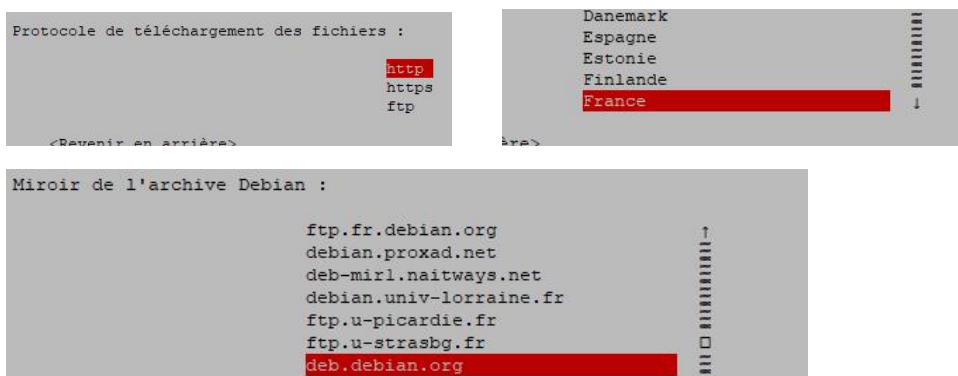 Protocole de téléchargement des fichiers :
http
https
ftp
<Revenir en arrière>
Danemark
Espagne
Estonie
Finlande
France
ère>
Miroir de l'archive Debian :
ftp.fr.debian.org
debian.proxad.net
deb-mir1.naitways.net
debian.univ-lorraine.fr
ftp.u-picardie.fr
ftp.u-strasbg.fr
deb.debian.org